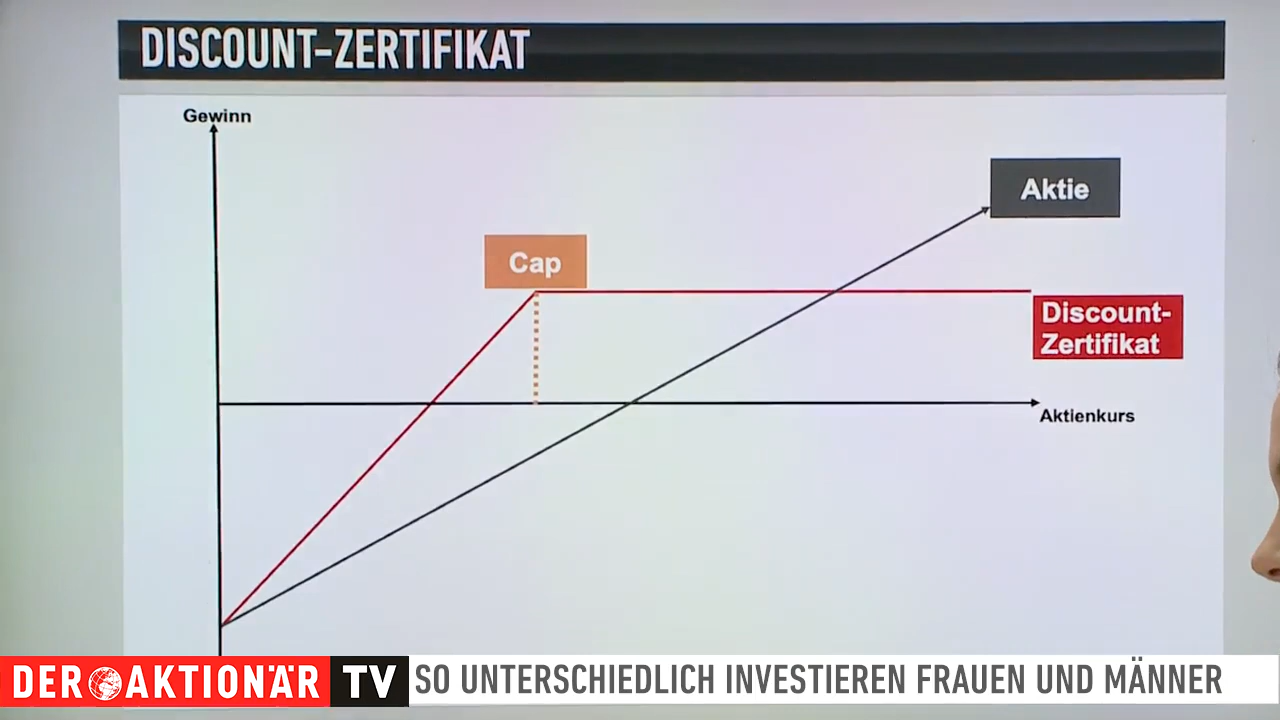 DISCOUNT-ZERTIFIKAT
Gewinn
Aktie
Cap
Discount-
Zertifikat
Aktienkurs
DER AKTIONÄR TV
SO UNTERSCHIEDLICH INVESTIEREN FRAUEN UND MÄNNER